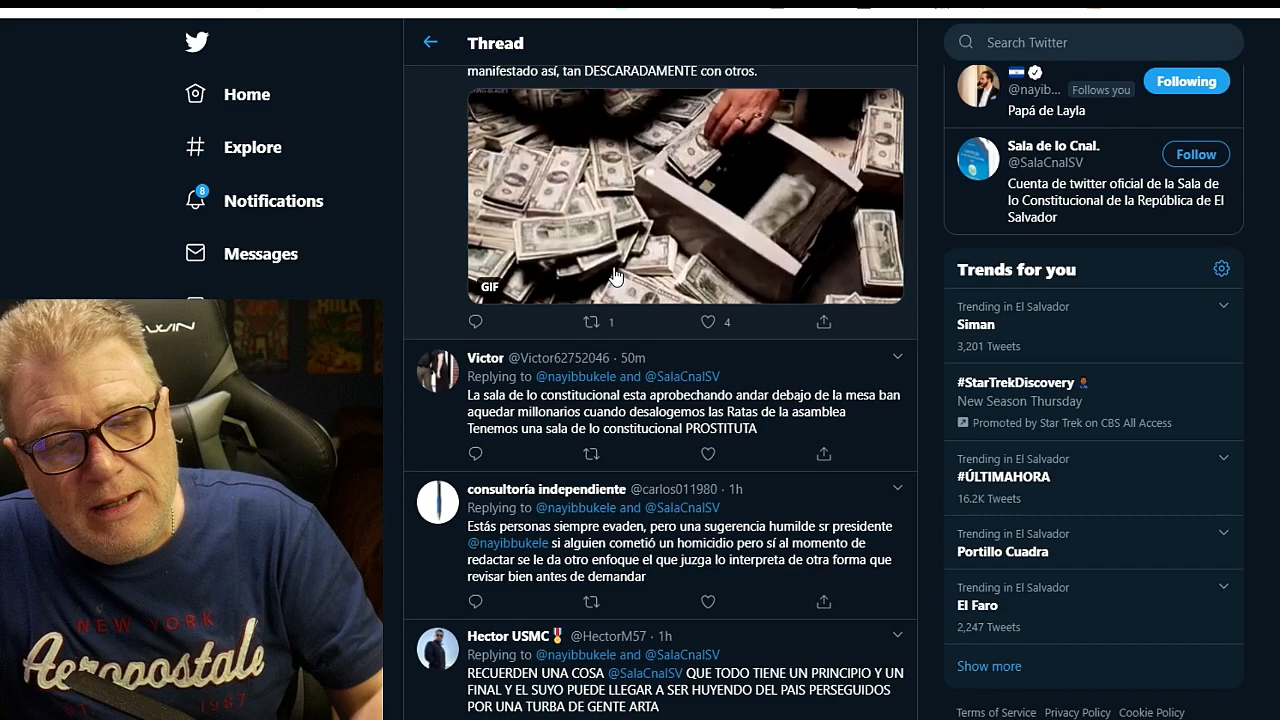 Home
Explore
8
Notifications
Messages
Thread
manifestado así, tan DESCARADAMENTE con otros.
GIF
1
4
Victor @Victor62752046 · 50m
Replying to @nayibbukele and @SalaCnalSV
La sala de lo constitucional esta aprobechando andar debajo de la mesa ban
aquedar millonarios cuando desalogemos las Ratas de la asamblea
Tenemos una sala de lo constitucional PROSTITUTA
consultoría independiente @carlos011980 · 1h
Replying to @nayibbukele and @SalaCnalSV
Estás personas siempre evaden, pero una sugerencia humilde sr presidente
@nayibbukele si alguien cometió un homicidio pero sí al momento de
redactar se le da otro enfoque el que juzga lo interpreta de otra forma que
revisar bien antes de demandar
Hector USMC @HectorM57 · 1h
Replying to @nayibbukele and @SalaCnalSV
RECUERDEN UNA COSA @SalaCnalSV QUE TODO TIENE UN PRINCIPIO Y UN
FINAL Y EL SUYO PUEDE LLEGAR A SER HUYENDO DEL PAIS PERSEGUIDOS
POR UNA TURBA DE GENTE ARTA
Search Twitter
@nayib... Follows you
Following
Papá de Layla
Sala de lo Cnal.
@SalaCnalSV
Follow
Cuenta de twitter oficial de la Sala de
lo Constitucional de la República de El
Salvador
Trends for you
Trending in El Salvador
Siman
3,201 Tweets
#StarTrekDiscovery
New Season Thursday
Promoted by Star Trek on CBS All Access
Trending in El Salvador
#ÚLTIMAHORA
16.2K Tweets
Trending in El Salvador
Portillo Cuadra
Trending in El Salvador
El Faro
2,247 Tweets
Show more
Terms of Service Privacy Policy Cookie Policy
NEW YORK
Aeropostale
1987